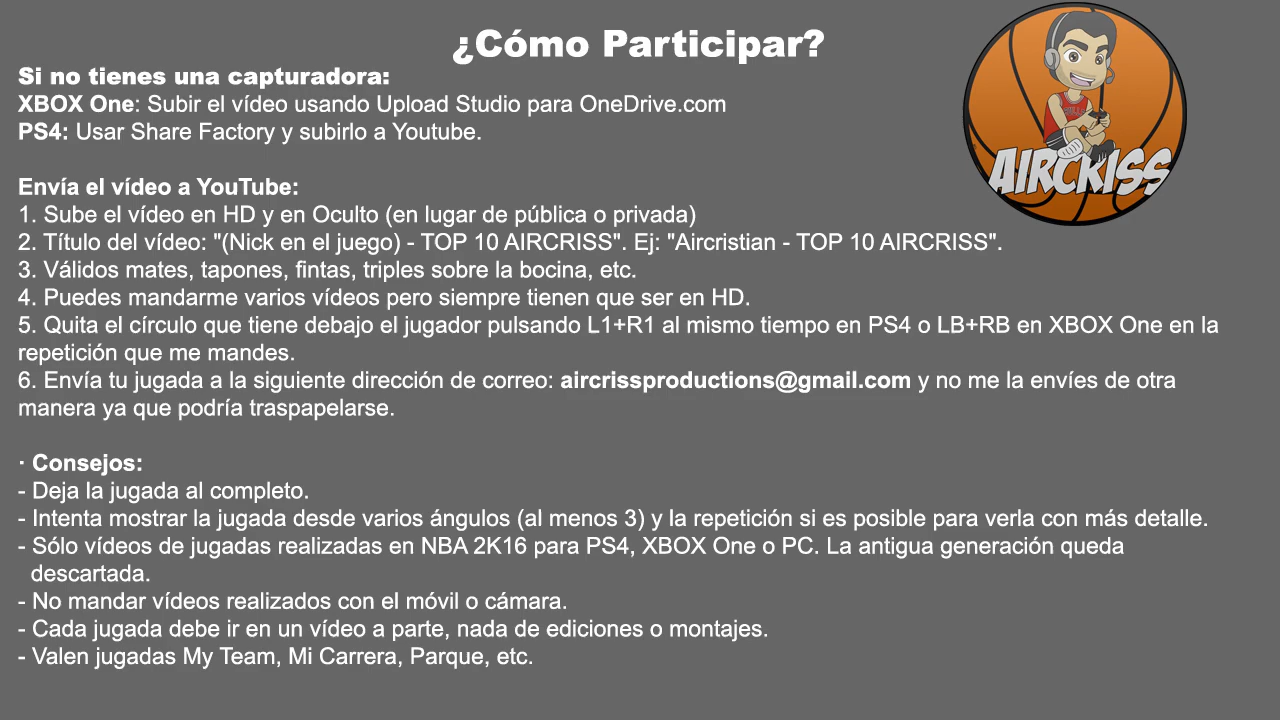 ¿Cómo Participar?
Si no tienes una capturadora:
XBOX One: Subir el vídeo usando Upload Studio para OneDrive.com
PS4: Usar Share Factory y subirlo a Youtube.
AIRCRISS
Envía el vídeo a YouTube:
1. Sube el vídeo en HD y en Oculto (en lugar de pública o privada)
2. Título del vídeo: "(Nick en el juego) - TOP 10 AIRCRISS". Ej: "Aircristian - TOP 10 AIRCRISS".
3. Válidos mates, tapones, fintas, triples sobre la bocina, etc.
4. Puedes mandarme varios vídeos pero siempre tienen que ser en HD.
5. Quita el círculo que tiene debajo el jugador pulsando L1+R1 al mismo tiempo en PS4 o LB+RB en XBOX One en la
repetición que me mandes.
6. Envía tu jugada a la siguiente dirección de correo: aircrissproductions@gmail.com y no me la envíes de otra
manera ya que podría traspapelarse.
· Consejos:
- Deja la jugada al completo.
- Intenta mostrar la jugada desde varios ángulos (al menos 3) y la repetición si es posible para verla con más detalle.
- Sólo vídeos de jugadas realizadas en NBA 2K16 para PS4, XBOX One o PC. La antigua generación queda
descartada.
- No mandar vídeos realizados con el móvil o cámara.
- Cada jugada debe ir en un vídeo a parte, nada de ediciones o montajes.
- Valen jugadas My Team, Mi Carrera, Parque, etc.